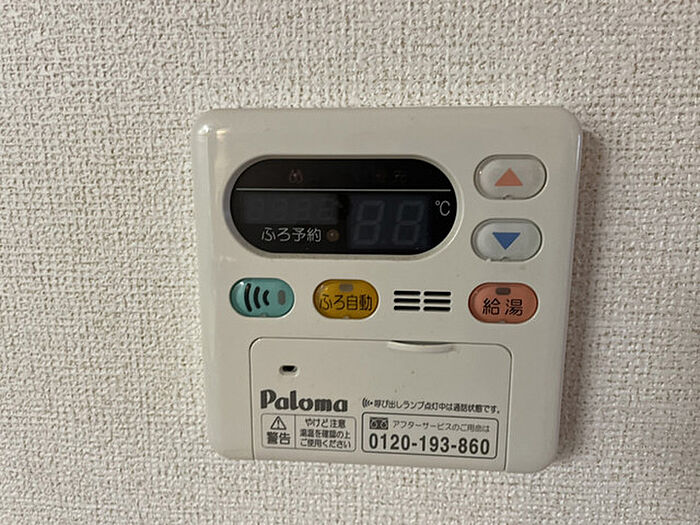 ℃
ふろ予約
ふろ自動
給湯
Paloma
呼び出しランプ点灯中は通話状態です。
警告
やけど注意
湯温を確認の上
ご使用ください
アフターサービスのご用命は
0120-193-860